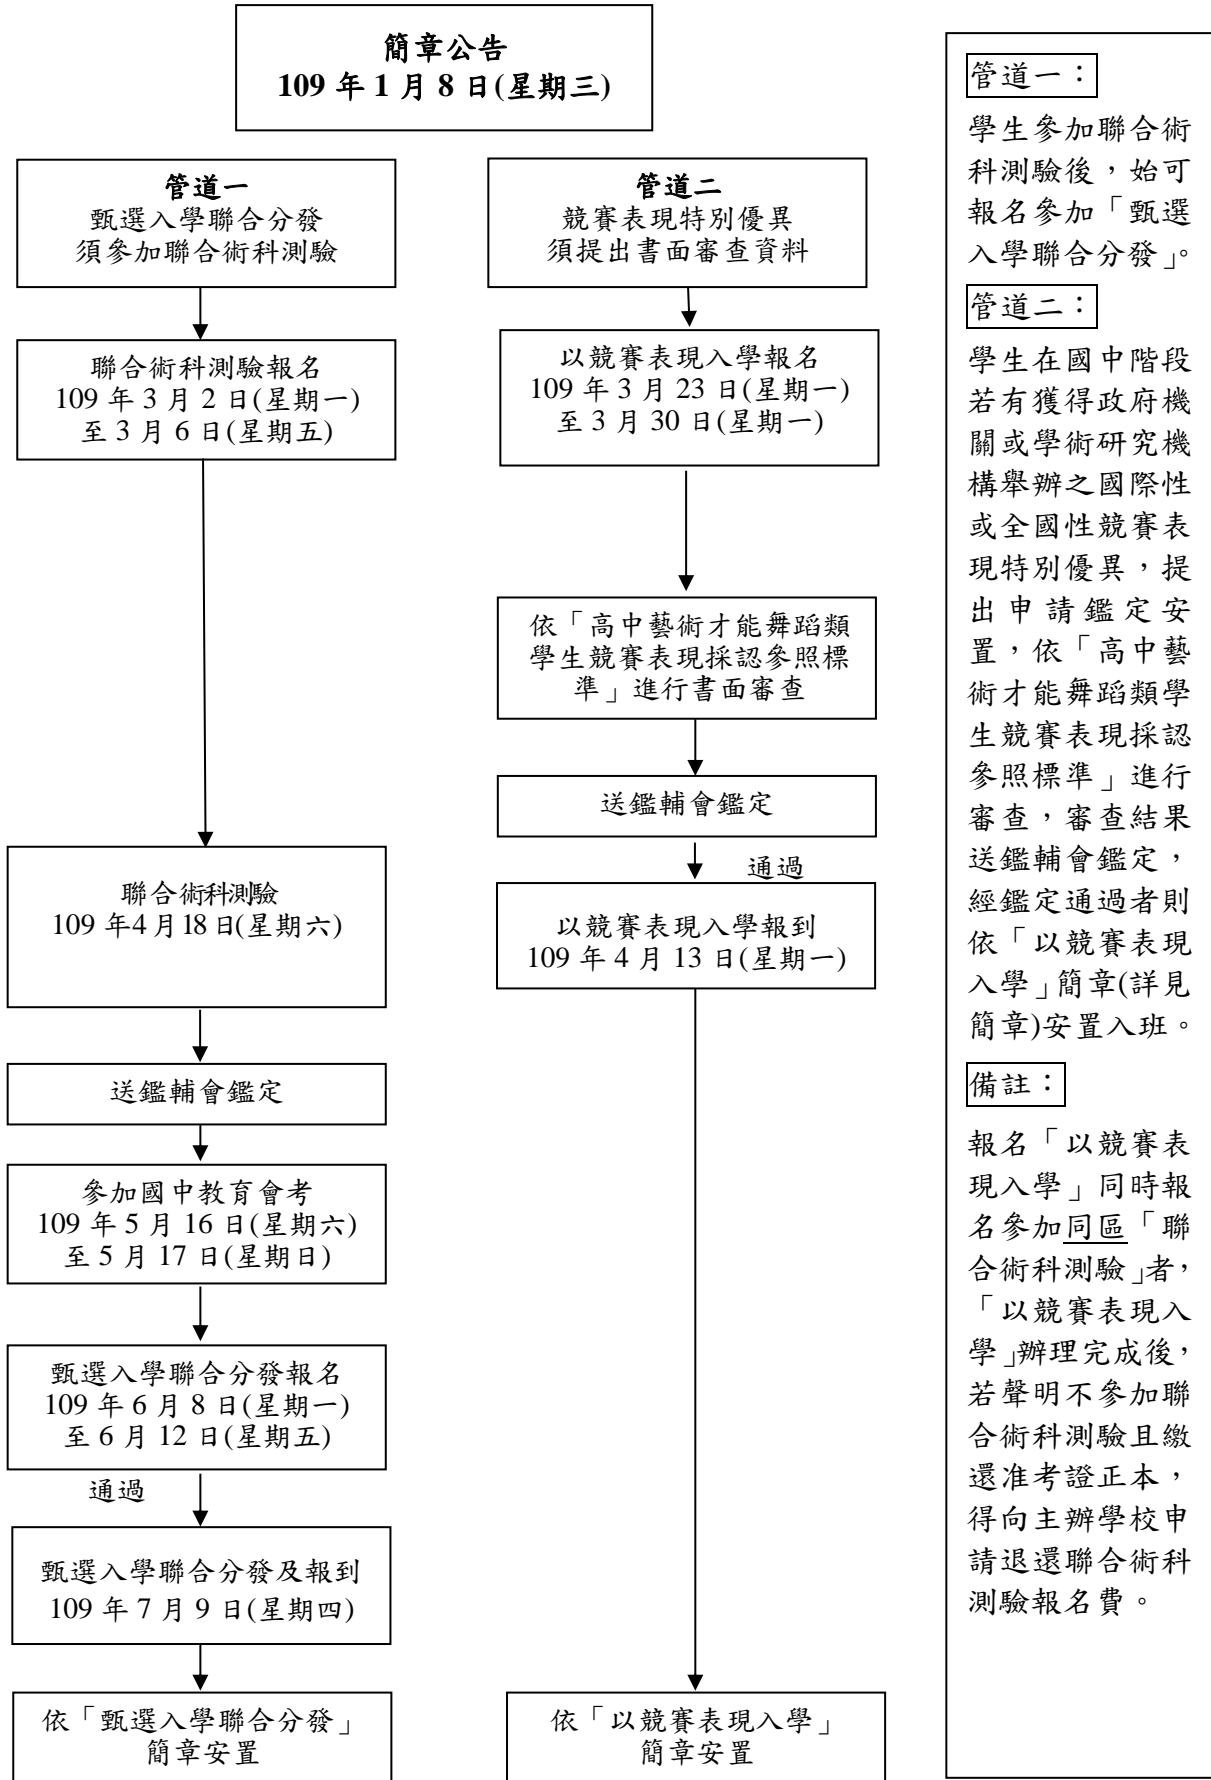 簡章公告
109 年 1 月 8 日(星期三)
管道一
甄選入學聯合分發
須參加聯合術科測驗
聯合術科測驗報名
109 年 3 月 2 日(星期一)
至 3 月 6 日(星期五)
聯合術科測驗
109 年4 月18 日(星期六)
送鑑輔會鑑定
參加國中教育會考
109 年 5 月 16 日(星期六)
至 5 月 17 日(星期日)
甄選入學聯合分發報名
109 年 6 月 8 日(星期一)
至 6 月 12 日(星期五)
通過
甄選入學聯合分發及報到
109 年 7 月 9 日(星期四)
依「甄選入學聯合分發」
簡章安置
管道二
競賽表現特別優異
須提出書面審查資料
以競賽表現入學報名
109 年 3 月 23 日(星期一)
至 3 月 30 日(星期一)
依「高中藝術才能舞蹈類
學生競賽表現採認參照標
準」進行書面審查
送鑑輔會鑑定
通過
以競賽表現入學報到
109 年 4 月 13 日(星期一)
依「以競賽表現入學」
簡章安置
管道一：
學生參加聯合術
科測驗後，始可
報名參加「甄選
入學聯合分發」。
管道二：
學生在國中階段
若有獲得政府機
關或學術研究機
構舉辦之國際性
或全國性競賽表
現特別優異，提
出申請鑑定安
置，依「高中藝
術才能舞蹈類學
生競賽表現採認
參照標準」進行
審查，審查結果
送鑑輔會鑑定，
經鑑定通過者則
依「以競賽表現
入學」簡章(詳見
簡章)安置入班。
備註：
報名「以競賽表
現入學」同時報
名參加同區「聯
合術科測驗」者，
「以競賽表現入
學」辦理完成後，
若聲明不參加聯
合術科測驗且繳
還准考證正本，
得向主辦學校申
請退還聯合術科
測驗報名費。